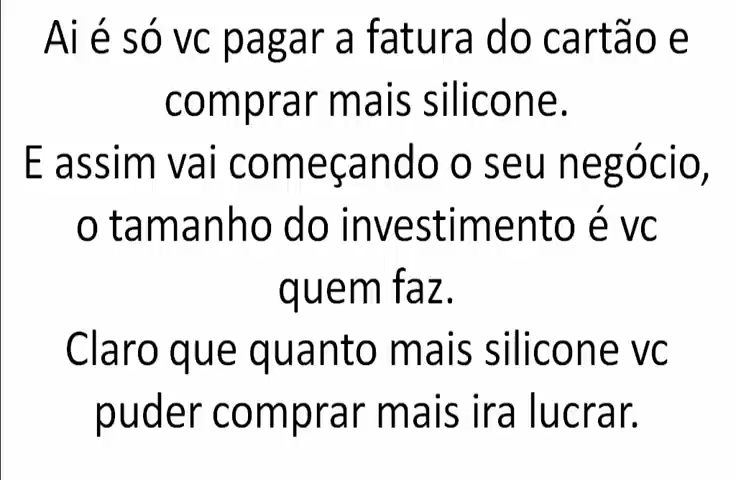 Ai é só vc pagar a fatura do cartão e
comprar mais silicone.
E assim vai começando o seu negócio,
o tamanho do investimento é vc
quem faz.
Claro que quanto mais silicone vc
puder comprar mais ira lucrar.